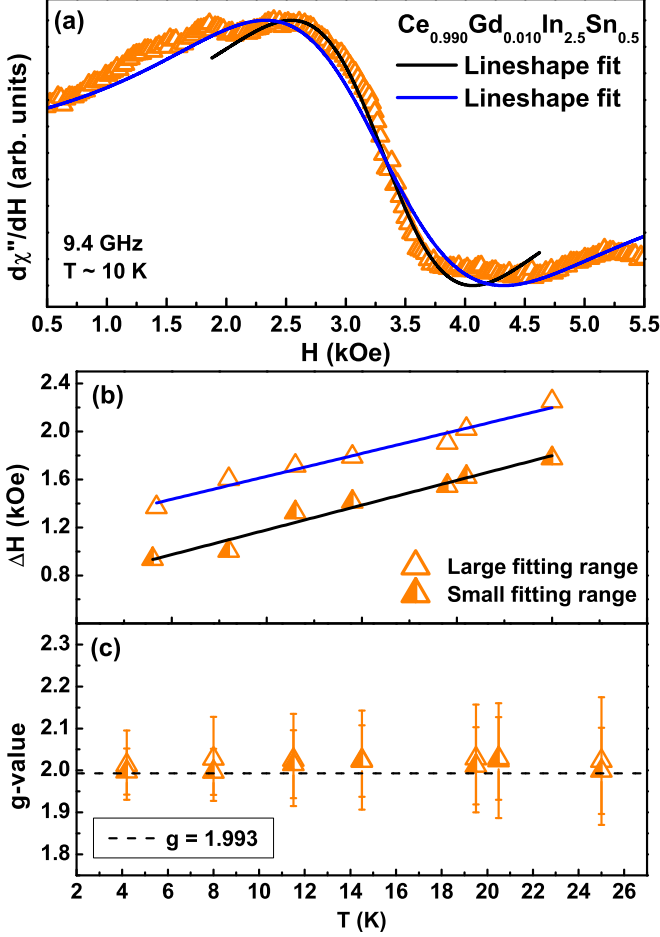 (a)
Ce0.990Gd0.010In2.5Sn0.5
Lineshape fit
Lineshape fit
dχ"/dH (arb. units)
9.4 GHz
T ~ 10 K
0.5 1.0 1.5 2.0 2.5 3.0 3.5 4.0 4.5 5.0 5.5
H (kOe)
(b)
2.4
2.0
1.6
1.2
0.8
ΔH (kOe)
Large fitting range
Small fitting range
(c)
2.3
2.2
2.1
2.0
1.9
1.8
g-value
g = 1.993
2 4 6 8 10 12 14 16 18 20 22 24 26
T (K)